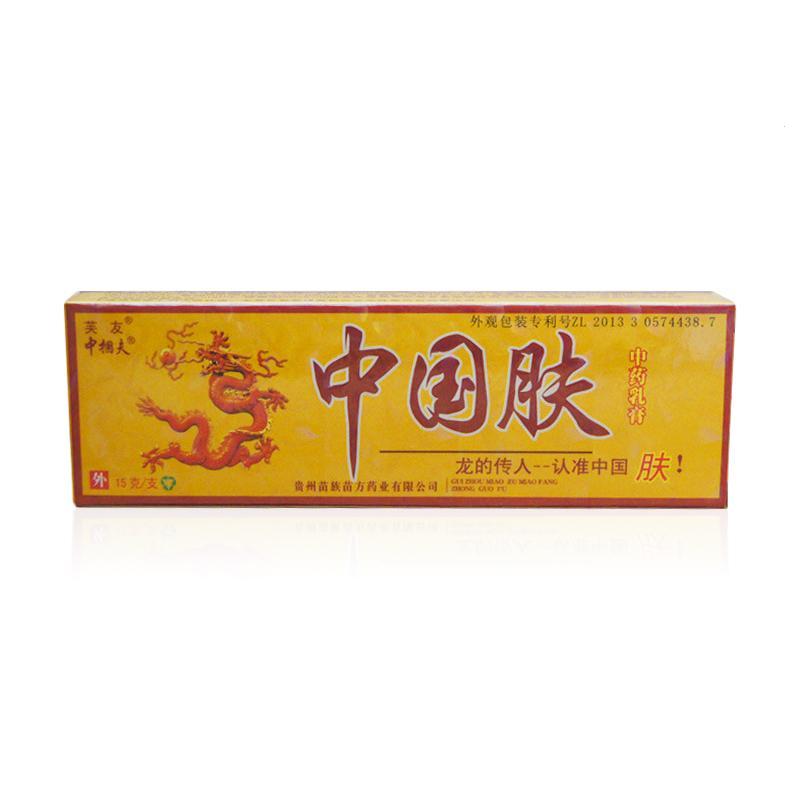 芙友®
中捆夫®
外观包装专利号ZL 2013 3 0574438.7
中国肤
中药乳膏
龙的传人--认准中国肤！
外 15克/支
贵州苗族苗方药业有限公司
GUI ZHOU MIAO ZU MIAO FANG
ZHONG GUO FU